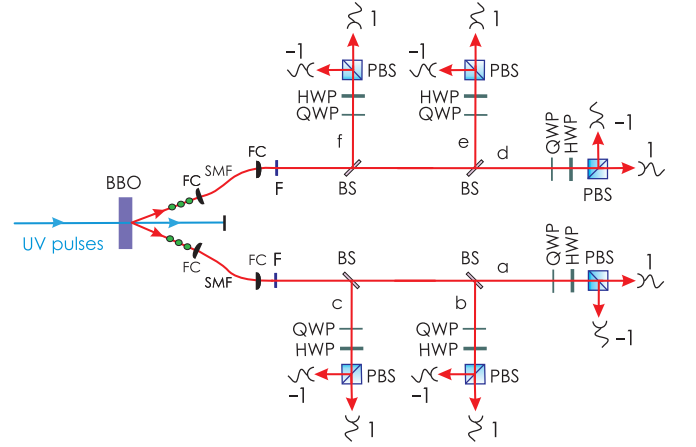 1
1
-1
PBS
-1
PBS
HWP
QWP
HWP
QWP
f
e
d
QWP
HWP
-1
1
PBS
FC
SMF
FC
F
BS
BS
BBO
UV pulses
FC
SMF
FC
F
BS
BS
a
QWP
HWP
PBS
1
-1
c
b
QWP
HWP
QWP
HWP
-1
PBS
-1
PBS
1
1